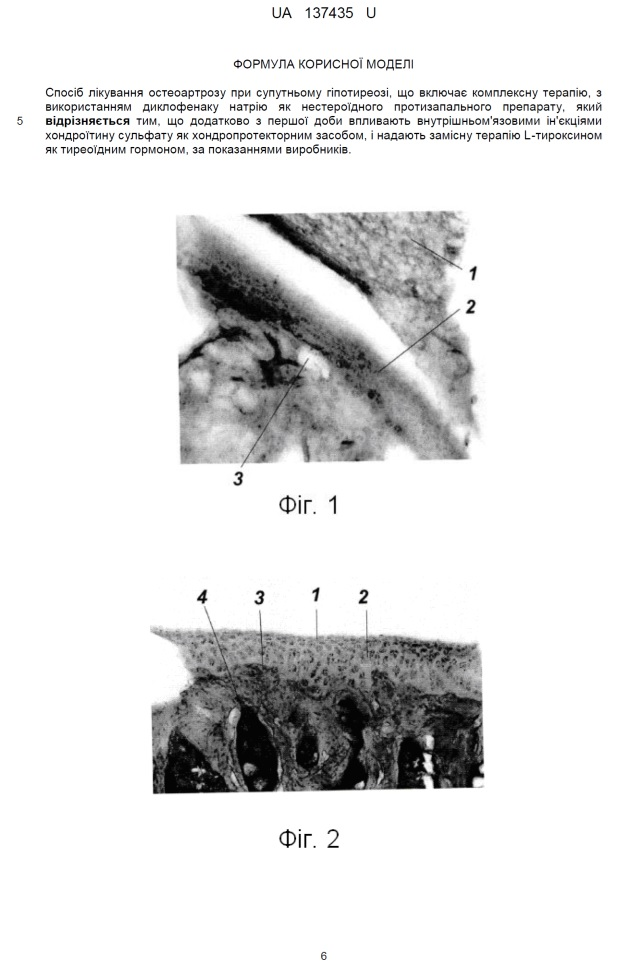 UA 137435 U
ФОРМУЛА КОРИСНОЇ МОДЕЛІ
Спосіб лікування остеоартрозу при супутньому гіпотиреозі, що включає комплексну терапію, з
використанням диклофенаку натрію як нестероїдного протизапального препарату, який
5 відрізняється тим, що додатково з першої доби впливають внутрішньом'язовими ін'єкціями
хондроїтину сульфату як хондропротекторним засобом, і надають замісну терапію L-тироксином
як тиреоїдним гормоном, за показаннями виробників.
1
2
3
Фіг. 1
4 3 1 2
Фіг. 2
6